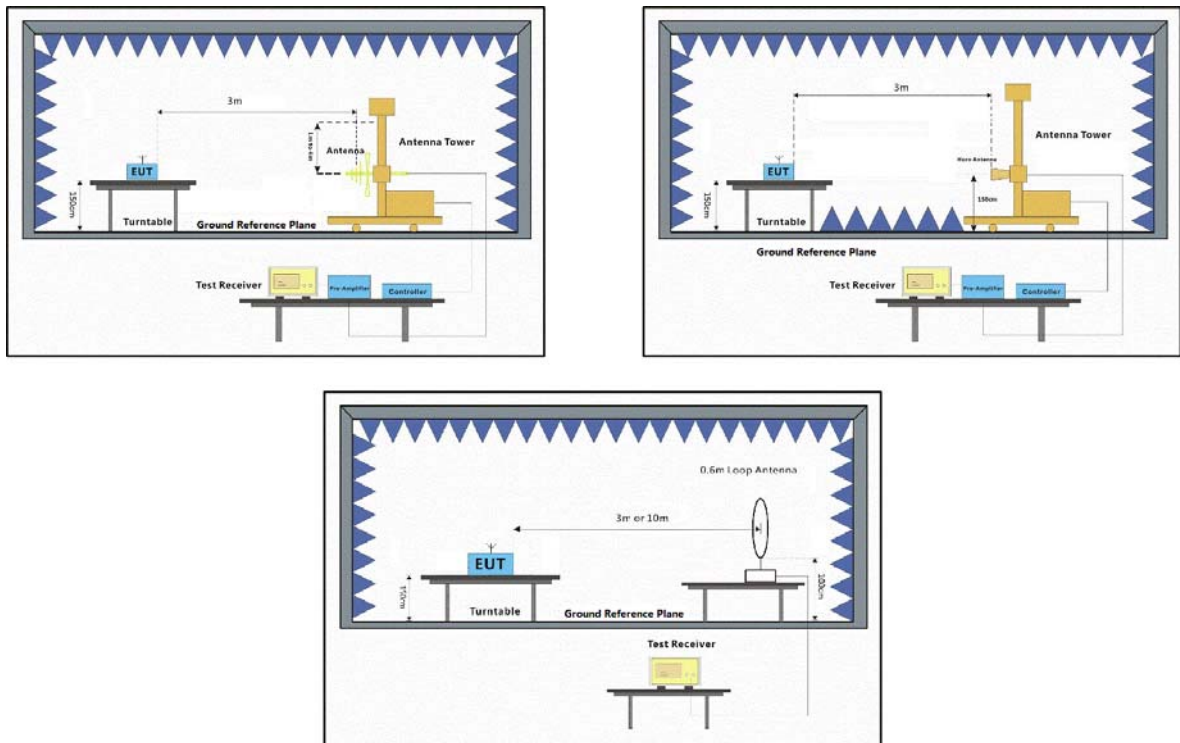 3m
1m to 4m
Antenna
Antenna Tower
EUT
150cm
Turntable
Ground Reference Plane
Test Receiver
Pre-Amplifier
Controller
3m
Antenna Tower
Horn Antenna
EUT
150cm
150cm
Turntable
Ground Reference Plane
Test Receiver
Pre-Amplifier
Controller
0.6m Loop Antenna
3m or 10m
EUT
150cm
100cm
Turntable
Ground Reference Plane
Test Receiver